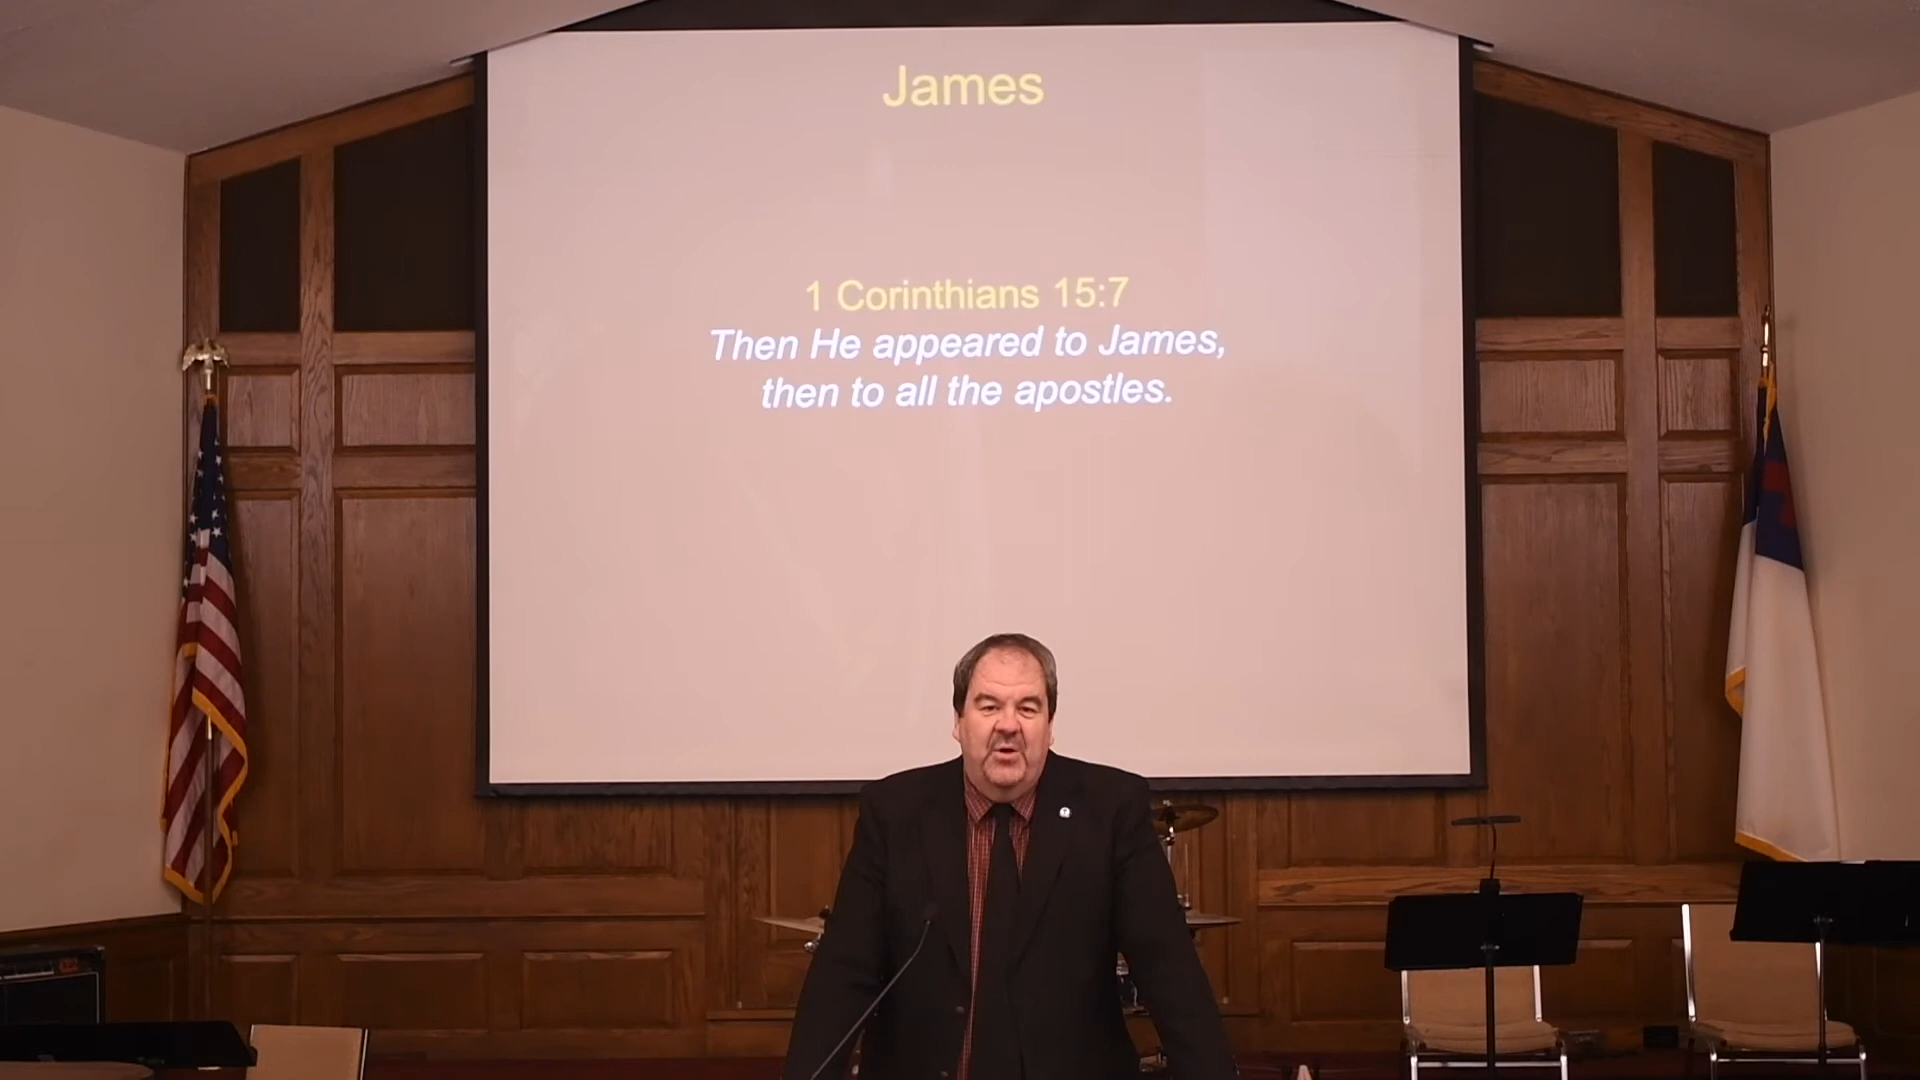 James
1 Corinthians 15:7
Then He appeared to James,
then to all the apostles.